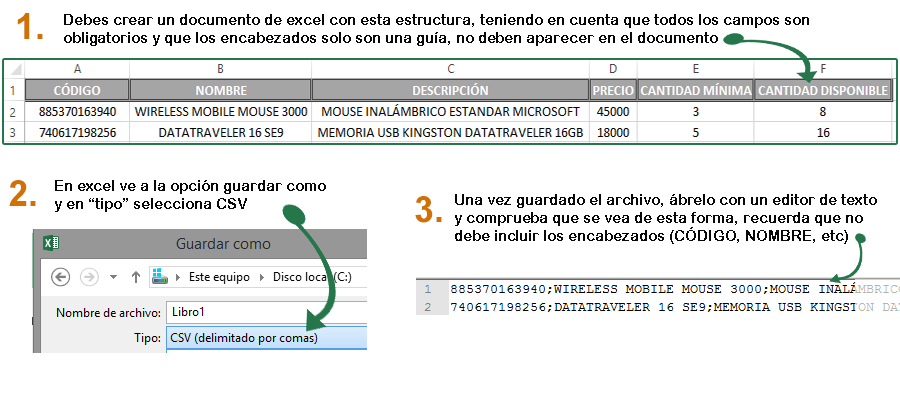 1. Debes crear un documento de excel con esta estructura, teniendo en cuenta que todos los campos son
obligatorios y que los encabezados solo son una guía, no deben aparecer en el documento
A B C D E F
1 CÓDIGO NOMBRE DESCRIPCIÓN PRECIO CANTIDAD MÍNIMA CANTIDAD DISPONIBLE
2 885370163940 WIRELESS MOBILE MOUSE 3000 MOUSE INALÁMBRICO ESTANDAR MICROSOFT 45000 3 8
3 740617198256 DATATRAVELER 16 SE9 MEMORIA USB KINGSTON DATATRAVELER 16GB 18000 5 16
2. En excel ve a la opción guardar como
y en “tipo” selecciona CSV
Guardar como
Este equipo Disco local (C:)
Nombre de archivo: Libro1
Tipo: CSV (delimitado por comas)
3. Una vez guardado el archivo, ábrelo con un editor de texto
y comprueba que se vea de esta forma, recuerda que no
debe incluir los encabezados (CÓDIGO, NOMBRE, etc)
1 885370163940;WIRELESS MOBILE MOUSE 3000;MOUSE INALÁMBRICO
2 740617198256;DATATRAVELER 16 SE9;MEMORIA USB KINGSTON DA